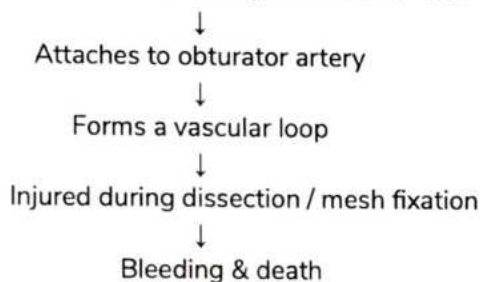 ↓
Attaches to obturator artery
↓
Forms a vascular loop
↓
Injured during dissection / mesh fixation
↓
Bleeding & death